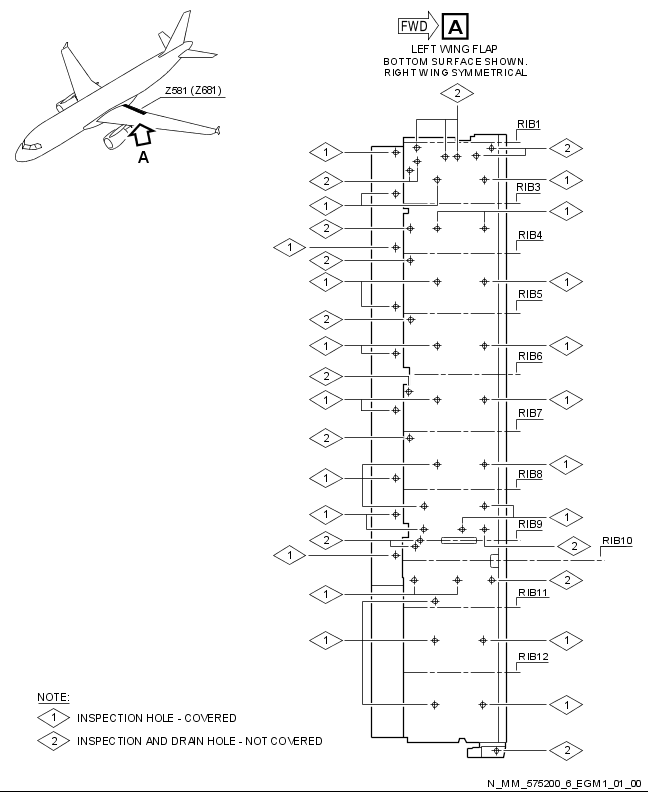 FWD A
LEFT WING FLAP
BOTTOM SURFACE SHOWN.
RIGHT WING SYMMETRICAL
Z581 (Z681)
A
2
RIB1
1
2
2
1
RIB3
1
1
2
RIB4
1
2
1
1
RIB5
2
1
1
RIB6
2
1
1
RIB7
2
1
RIB8
1
1
1
RIB9
2
2
RIB10
1
2
1
RIB11
1
1
RIB12
1
2
NOTE:
1 INSPECTION HOLE - COVERED
2 INSPECTION AND DRAIN HOLE - NOT COVERED
N_MM_575200_6_EGM1_01_00